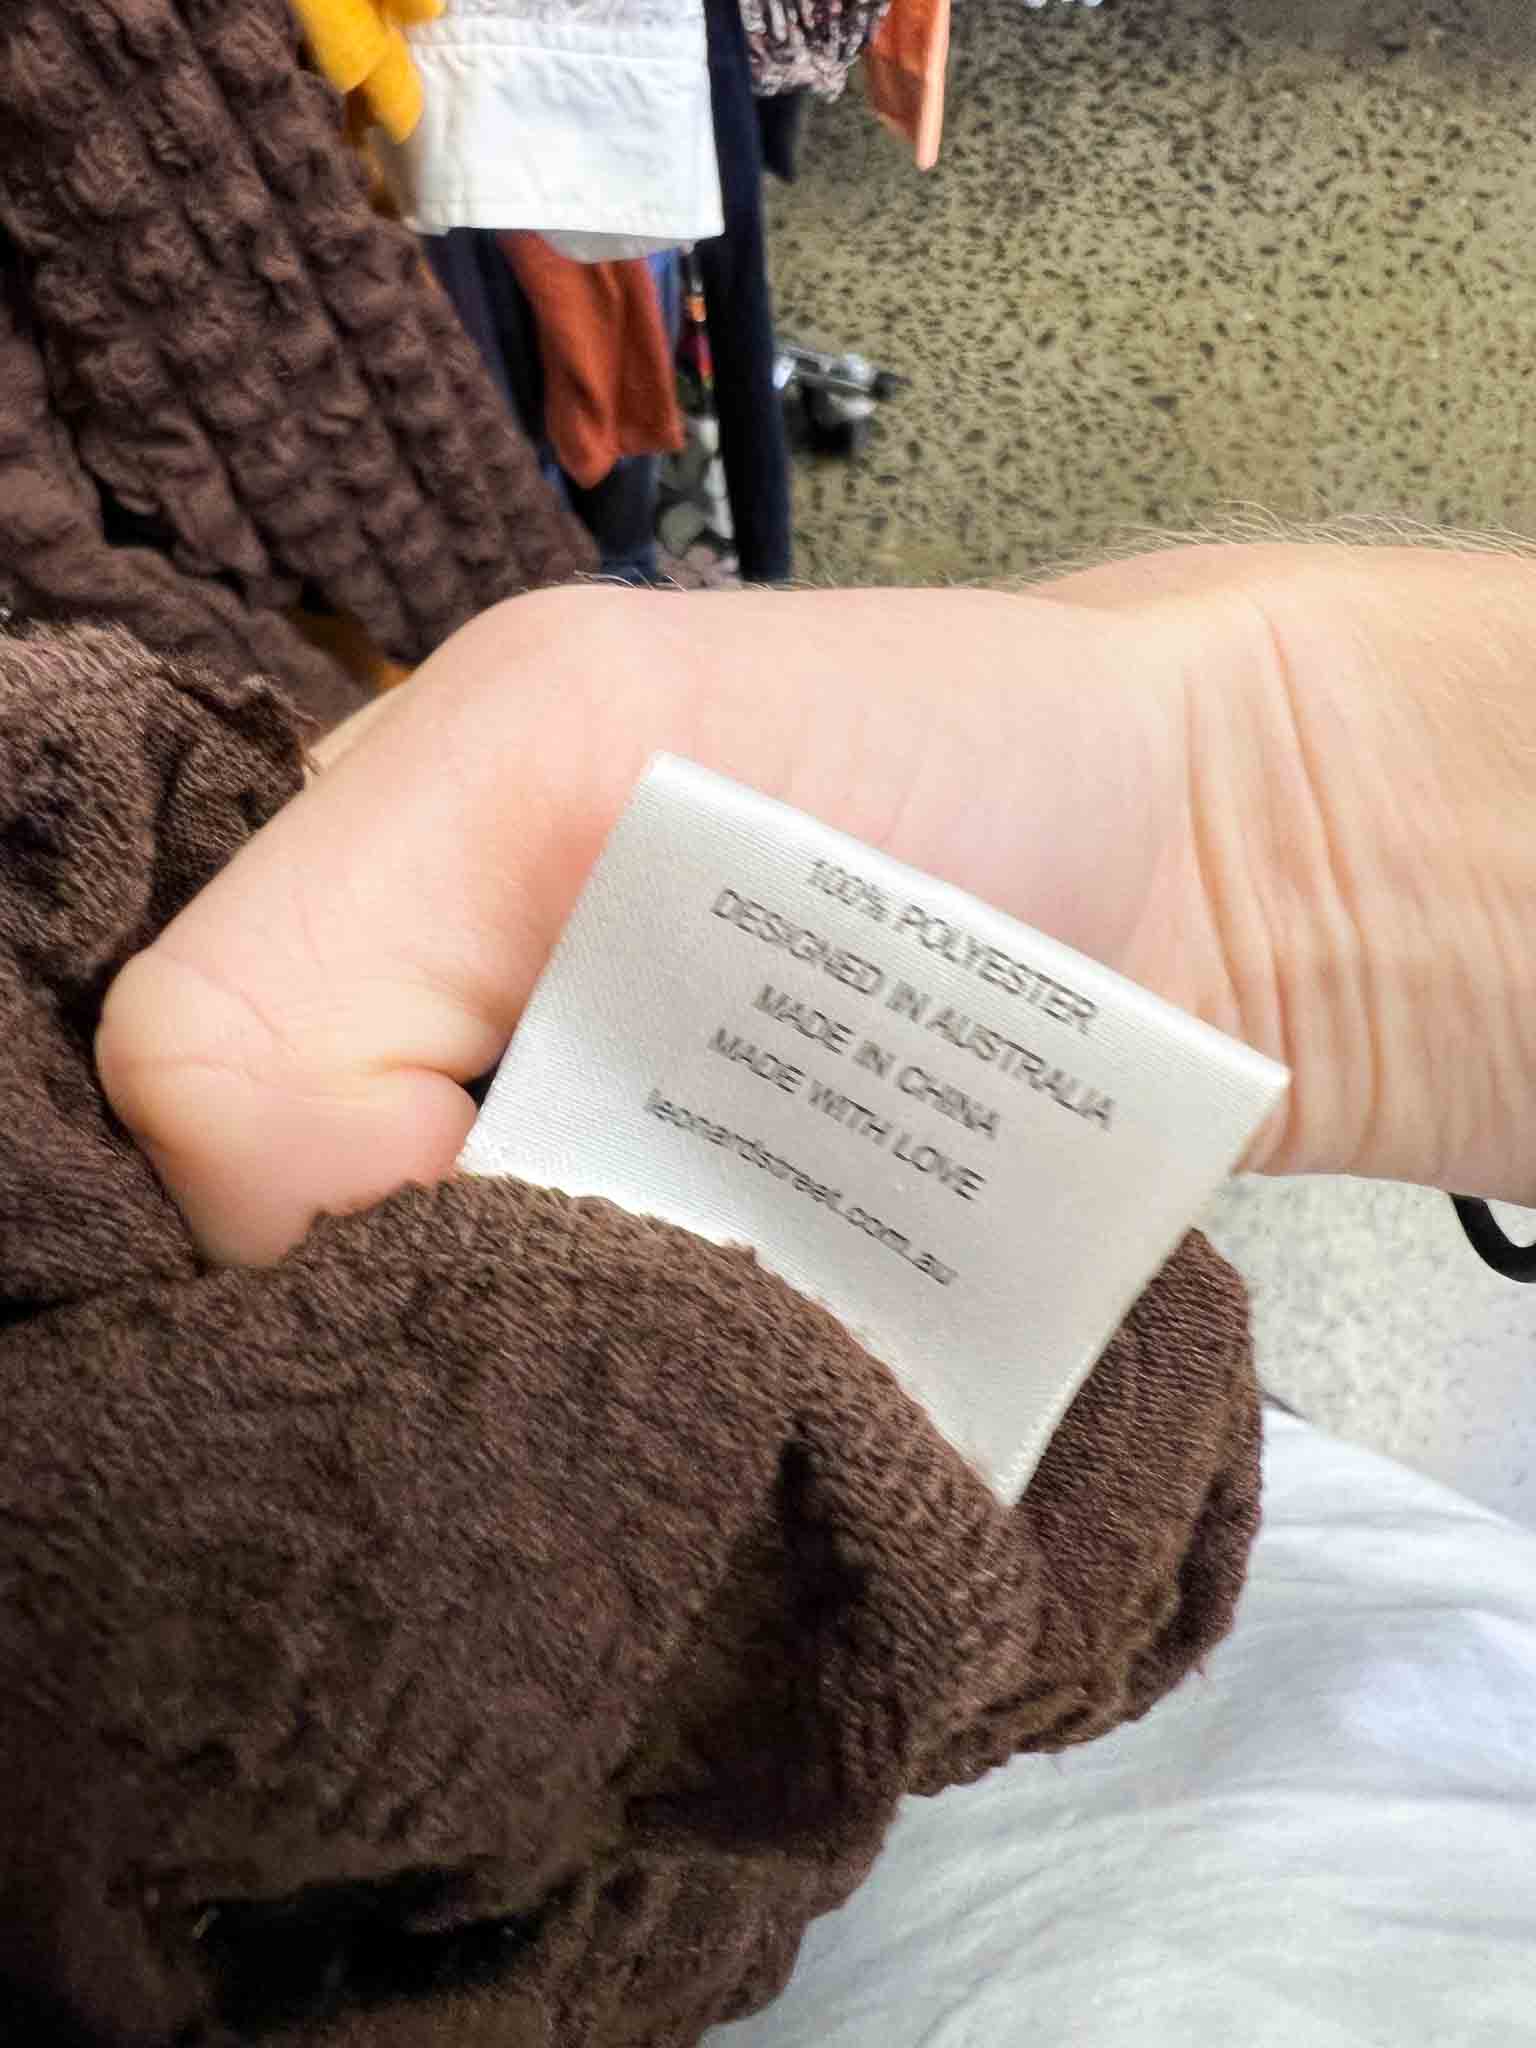 100% POLYESTER
DESIGNED IN AUSTRALIA
MADE IN CHINA
MADE WITH LOVE
leonardstreet.com.au